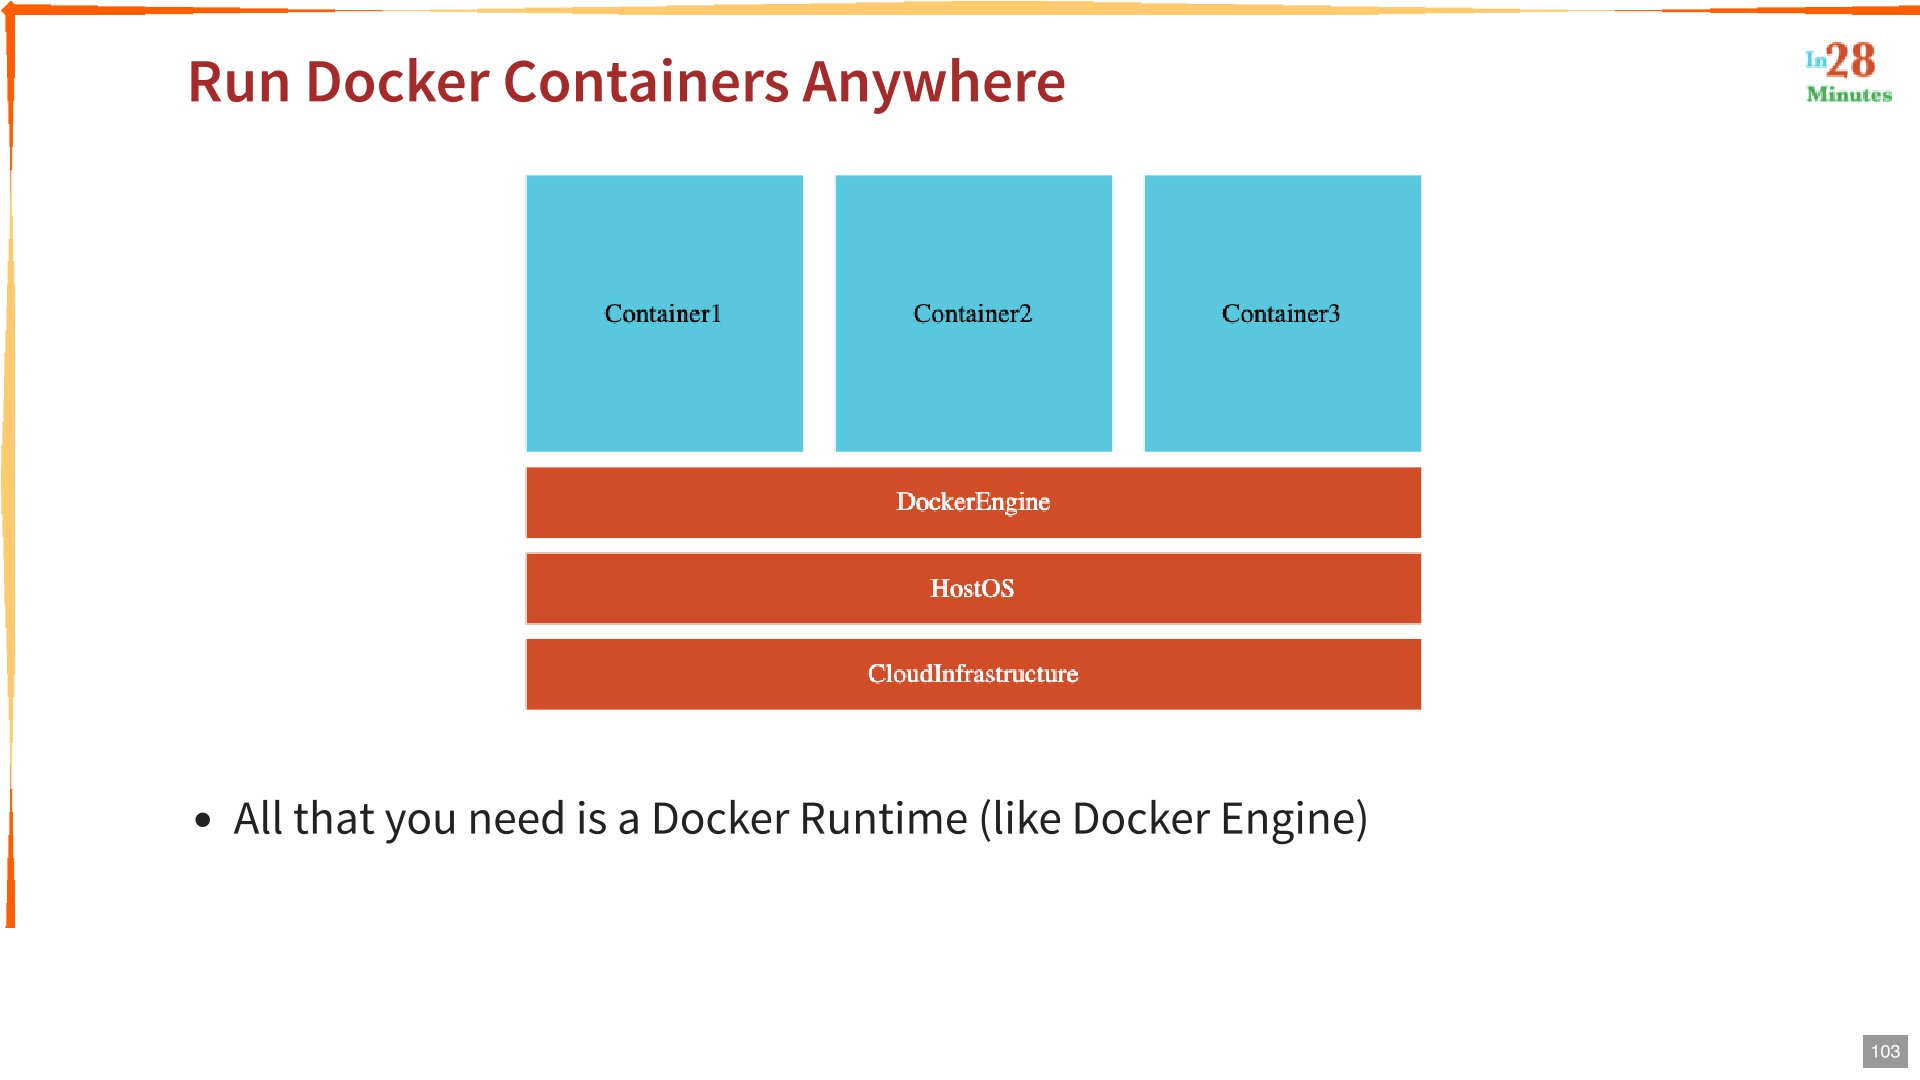 Run Docker Containers Anywhere
In28
Minutes
Container1 Container2 Container3
DockerEngine
HostOS
CloudInfrastructure
• All that you need is a Docker Runtime (like Docker Engine)
103